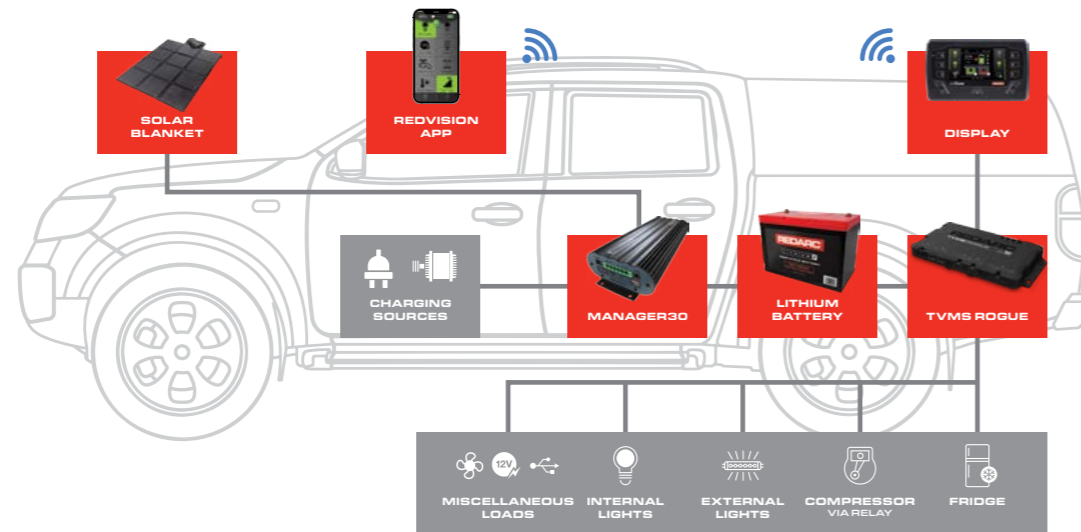 SOLAR
BLANKET
REDVISION
APP
DISPLAY
CHARGING
SOURCES
MANAGER30
REDARC
LITHIUM
BATTERY
TVMS ROGUE
12V
MISCELLANEOUS
LOADS
INTERNAL
LIGHTS
EXTERNAL
LIGHTS
COMPRESSOR
VIA RELAY
FRIDGE